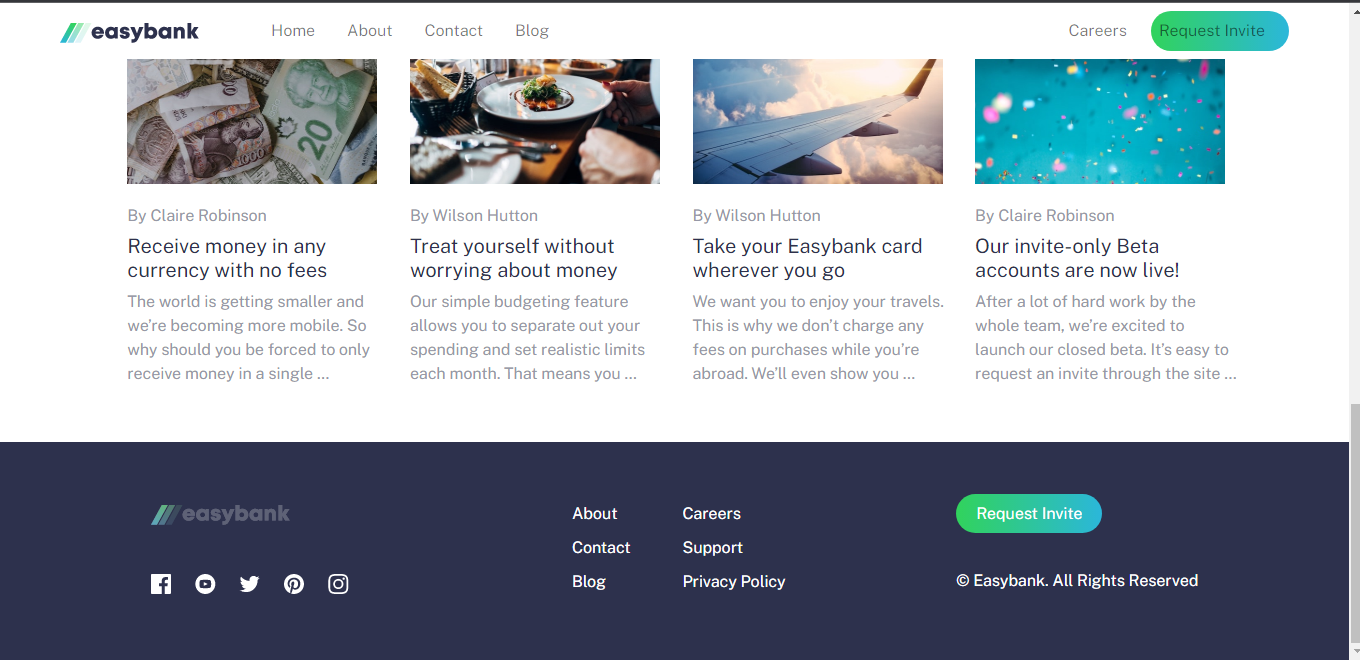 easybank
Home
About
Contact
Blog
Careers
Request Invite
20
1000
By Claire Robinson
Receive money in any
currency with no fees
The world is getting smaller and
we’re becoming more mobile. So
why should you be forced to only
receive money in a single ...
By Wilson Hutton
Treat yourself without
worrying about money
Our simple budgeting feature
allows you to separate out your
spending and set realistic limits
each month. That means you ...
By Wilson Hutton
Take your Easybank card
wherever you go
We want you to enjoy your travels.
This is why we don’t charge any
fees on purchases while you’re
abroad. We’ll even show you ...
By Claire Robinson
Our invite-only Beta
accounts are now live!
After a lot of hard work by the
whole team, we’re excited to
launch our closed beta. It’s easy to
request an invite through the site ...
easybank
About
Contact
Blog
Careers
Support
Privacy Policy
Request Invite
© Easybank. All Rights Reserved